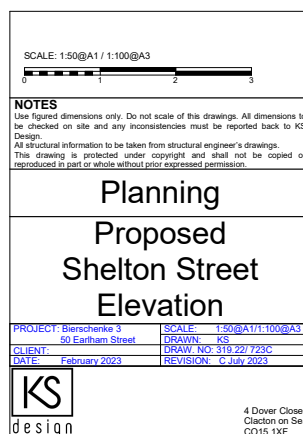 SCALE: 1:50@A1 / 1:100@A3
0 1 2 3
NOTES
Use figured dimensions only. Do not scale of this drawings. All dimensions to
be checked on site and any inconsistencies must be reported back to KS
Design.
All structural information to be taken from structural engineer's drawings.
This drawing is protected under copyright and shall not be copied or
reproduced in part or whole without prior expressed permission.
Planning
Proposed
Shelton Street
Elevation
PROJECT: Bierschenke 3 SCALE: 1:50@A1/1:100@A3
50 Earlham Street DRAWN: KS
CLIENT: DRAW. NO: 319.22/ 723C
DATE: February 2023 REVISION: C July 2023
KS
design
4 Dover Close
Clacton on Se
CO15 1XF